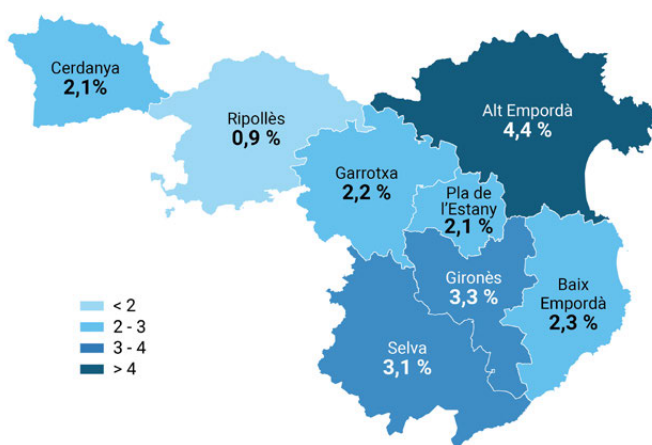 Cerdanya
2,1%
Ripollès
0,9 %
Alt Empordà
4,4 %
Garrotxa
2,2 %
Pla de
l'Estany
2,1 %
Gironès
3,3 %
Baix
Empordà
2,3 %
Selva
3,1 %
< 2
2 - 3
3 - 4
> 4